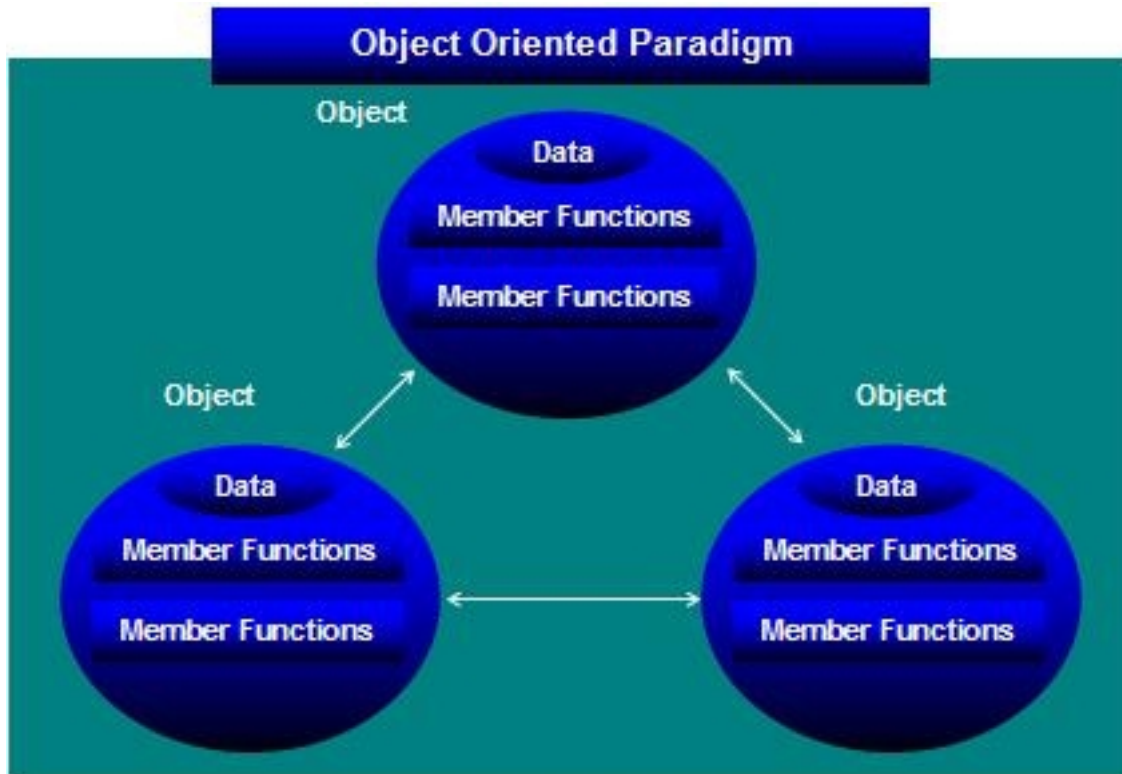 Object Oriented Paradigm
Object
Data
Member Functions
Member Functions
Object
Data
Member Functions
Member Functions
Object
Data
Member Functions
Member Functions